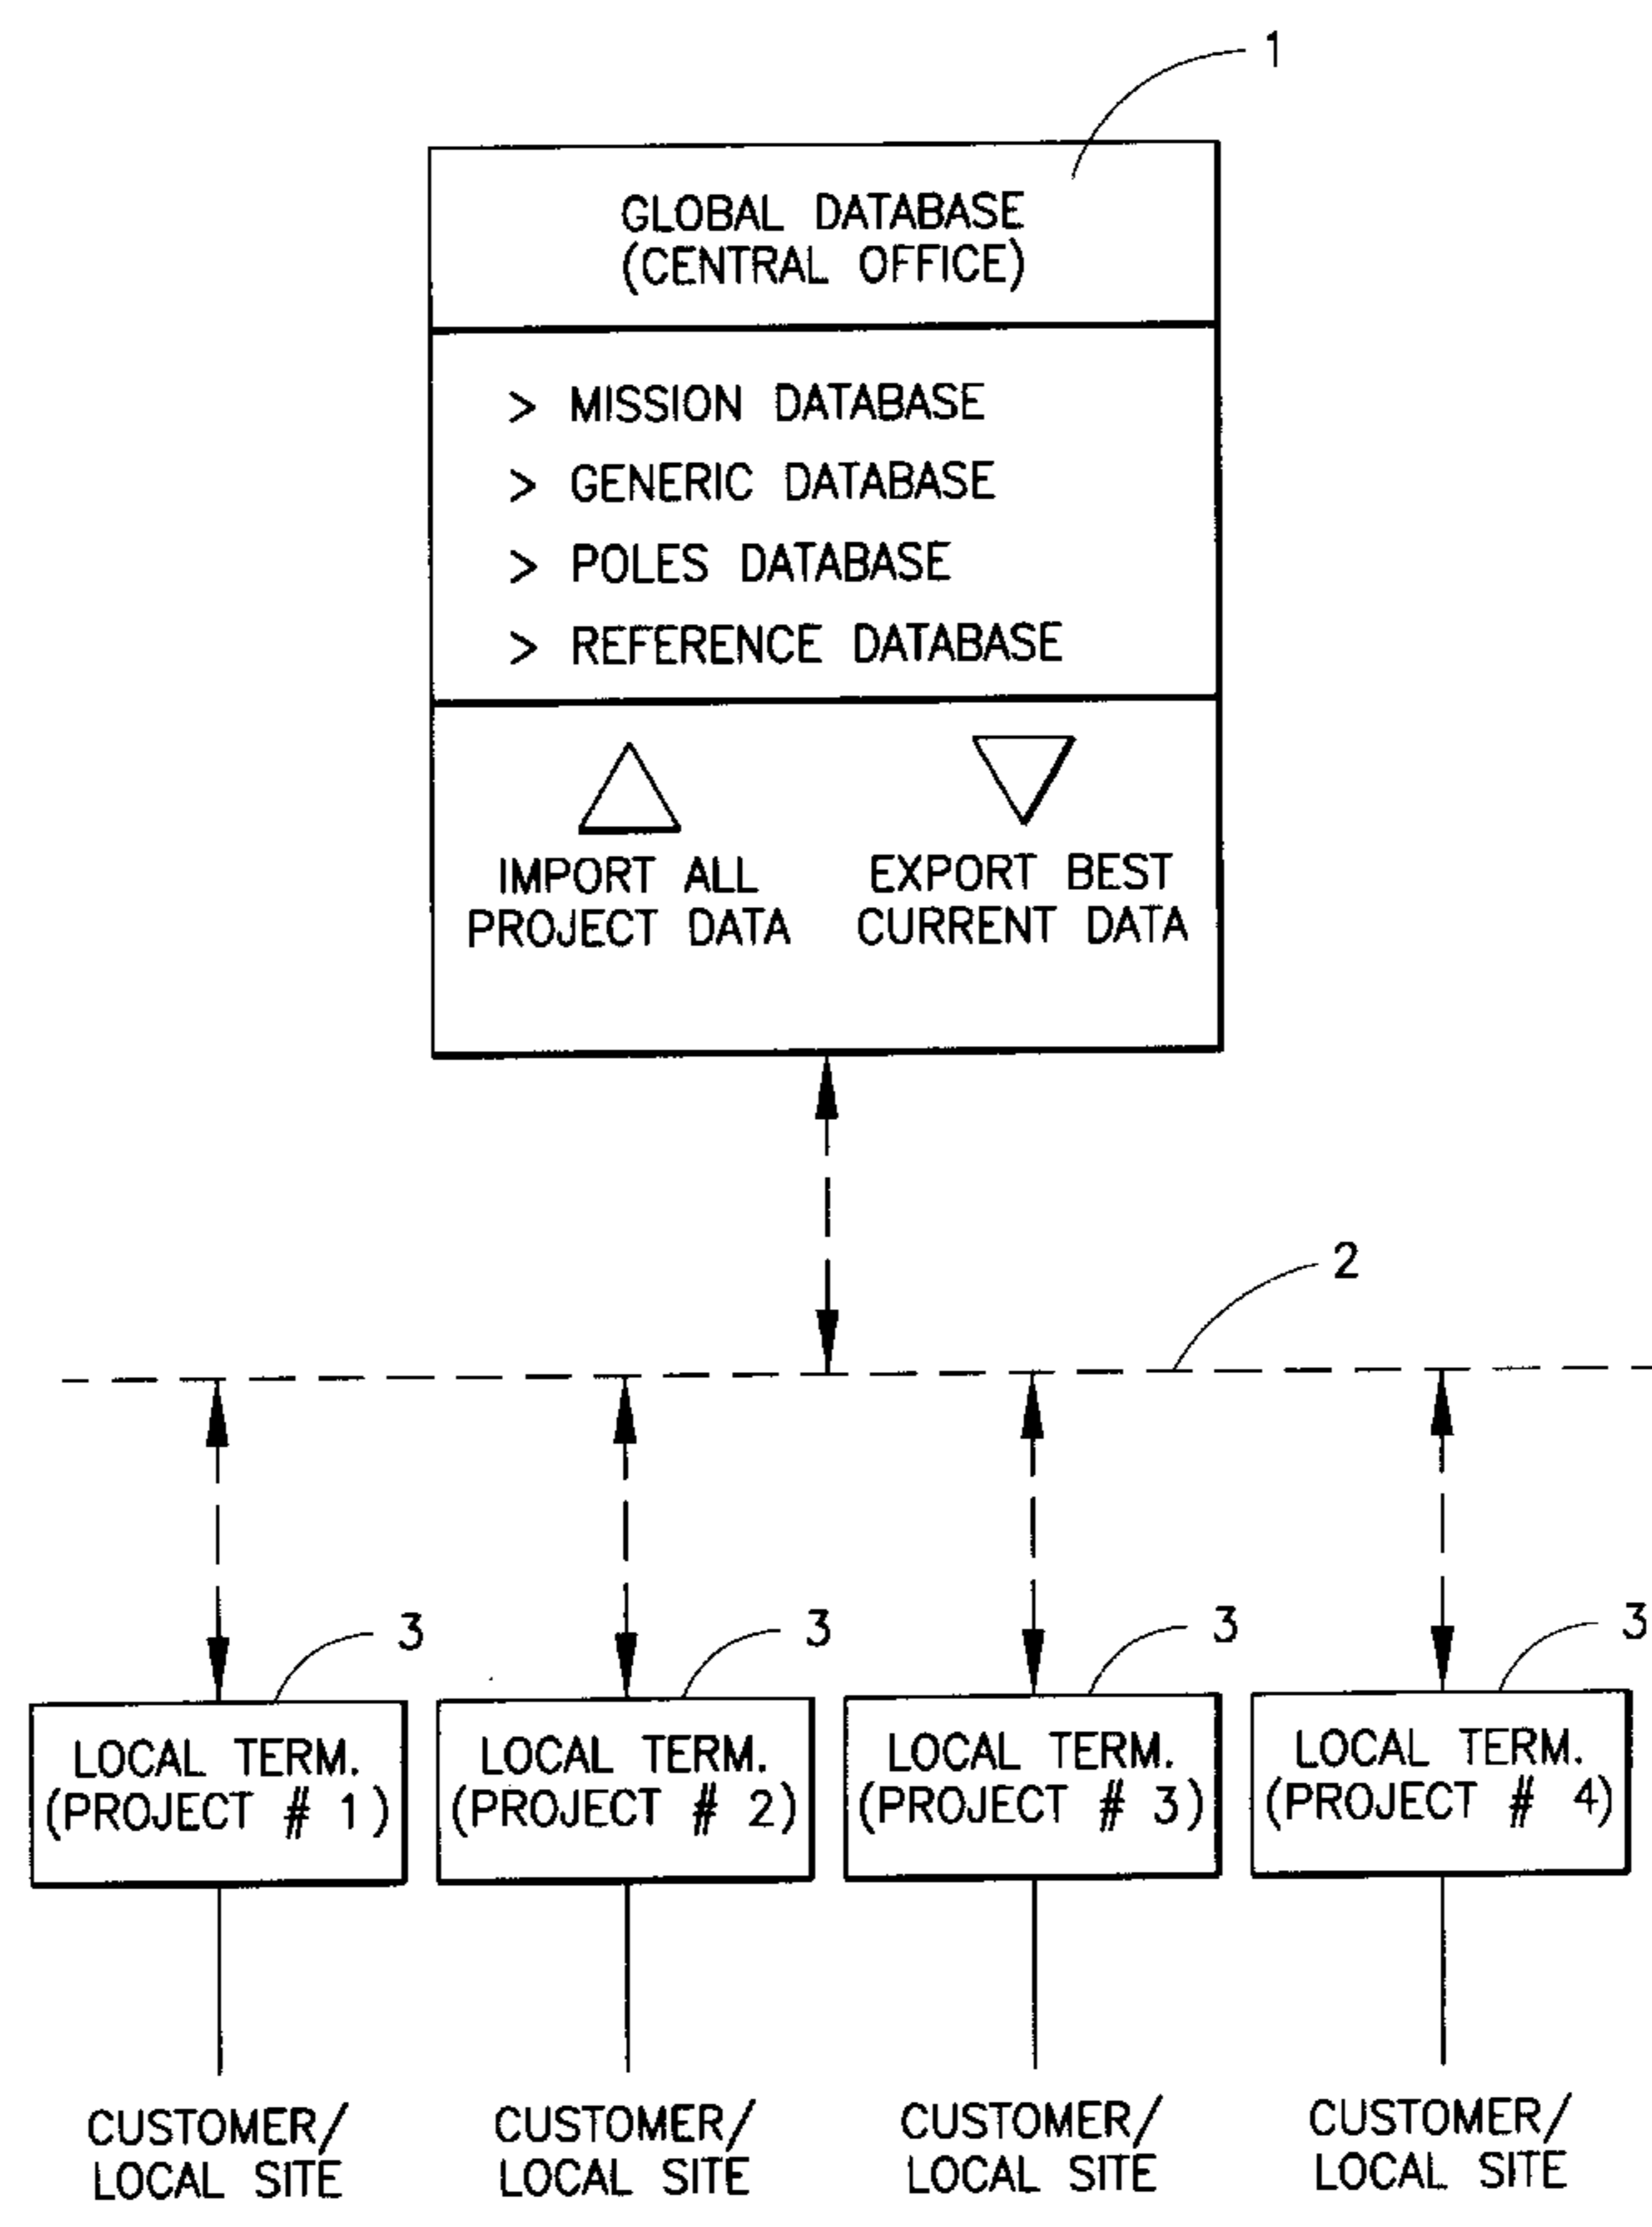 1
GLOBAL DATABASE
(CENTRAL OFFICE)
> MISSION DATABASE
> GENERIC DATABASE
> POLES DATABASE
> REFERENCE DATABASE
IMPORT ALL
PROJECT DATA
EXPORT BEST
CURRENT DATA
2
3
3
3
3
LOCAL TERM.
(PROJECT # 1)
LOCAL TERM.
(PROJECT # 2)
LOCAL TERM.
(PROJECT # 3)
LOCAL TERM.
(PROJECT # 4)
CUSTOMER/
LOCAL SITE
CUSTOMER/
LOCAL SITE
CUSTOMER/
LOCAL SITE
CUSTOMER/
LOCAL SITE